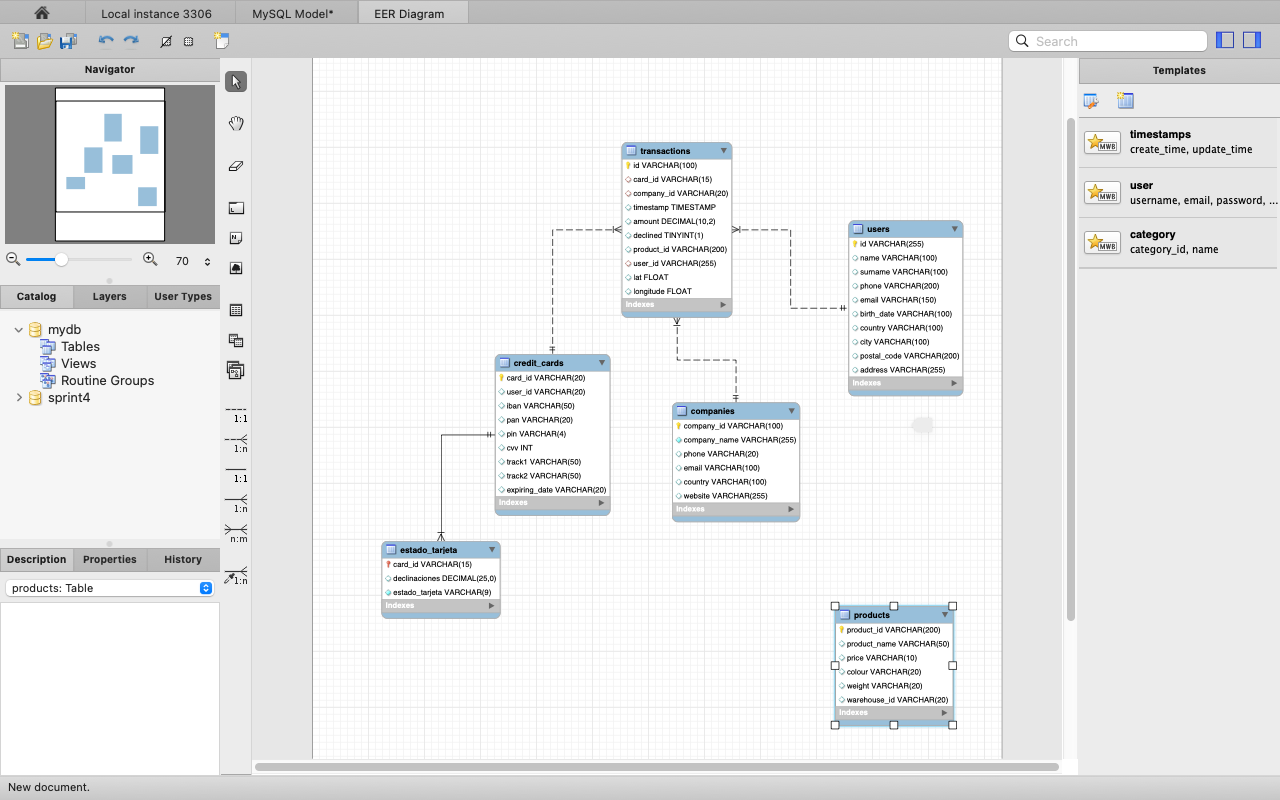 Local instance 3306
MySQL Model*
EER Diagram
Search
Navigator
70
Catalog
Layers
User Types
mydb
Tables
Views
Routine Groups
sprint4
Description
Properties
History
products: Table
New document.
1:1
1:n
1:1
1:n
n:m
1:n
transactions
id VARCHAR(100)
card_id VARCHAR(15)
company_id VARCHAR(20)
timestamp TIMESTAMP
amount DECIMAL(10,2)
declined TINYINT(1)
product_id VARCHAR(200)
user_id VARCHAR(255)
lat FLOAT
longitude FLOAT
Indexes
users
id VARCHAR(255)
name VARCHAR(100)
surname VARCHAR(100)
phone VARCHAR(200)
email VARCHAR(150)
birth_date VARCHAR(100)
country VARCHAR(100)
city VARCHAR(100)
postal_code VARCHAR(200)
address VARCHAR(255)
Indexes
credit_cards
card_id VARCHAR(20)
user_id VARCHAR(20)
iban VARCHAR(50)
pan VARCHAR(20)
pin VARCHAR(4)
cvv INT
track1 VARCHAR(50)
track2 VARCHAR(50)
expiring_date VARCHAR(20)
Indexes
companies
company_id VARCHAR(100)
company_name VARCHAR(255)
phone VARCHAR(20)
email VARCHAR(100)
country VARCHAR(100)
website VARCHAR(255)
Indexes
estado_tarjeta
card_id VARCHAR(15)
declinaciones DECIMAL(25,0)
estado_tarjeta VARCHAR(9)
Indexes
products
product_id VARCHAR(200)
product_name VARCHAR(50)
price VARCHAR(10)
colour VARCHAR(20)
weight VARCHAR(20)
warehouse_id VARCHAR(20)
Indexes
Templates
MWB
timestamps
create_time, update_time
MWB
user
username, email, password, ...
MWB
category
category_id, name